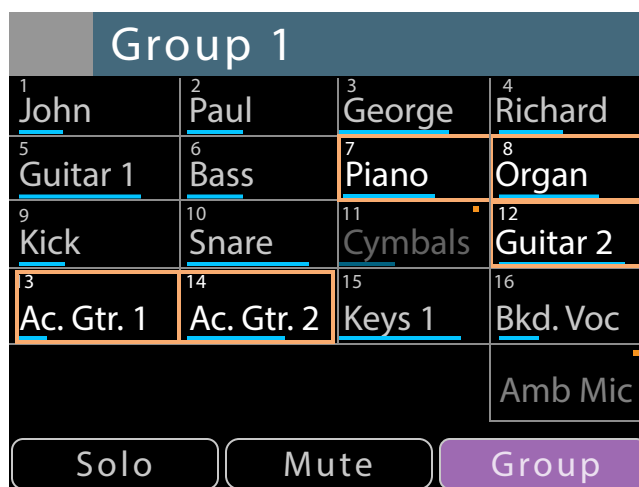 Group 1
1 2 3 4
John Paul George Richard
5 6 7 8
Guitar 1 Bass Piano Organ
9 10 11 12
Kick Snare Cymbals Guitar 2
13 14 15 16
Ac. Gtr. 1 Ac. Gtr. 2 Keys 1 Bkd. Voc
Amb Mic
Solo Mute Group